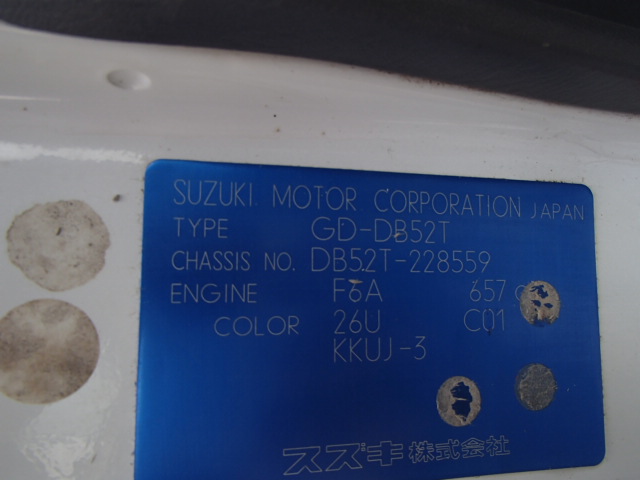 SUZUKI MOTOR CORPORATION JAPAN
TYPE GD-DB52T
CHASSIS NO. DB52T-228559
ENGINE F6A 657
COLOR 26U C01
KKUJ-3
スズキ株式会社